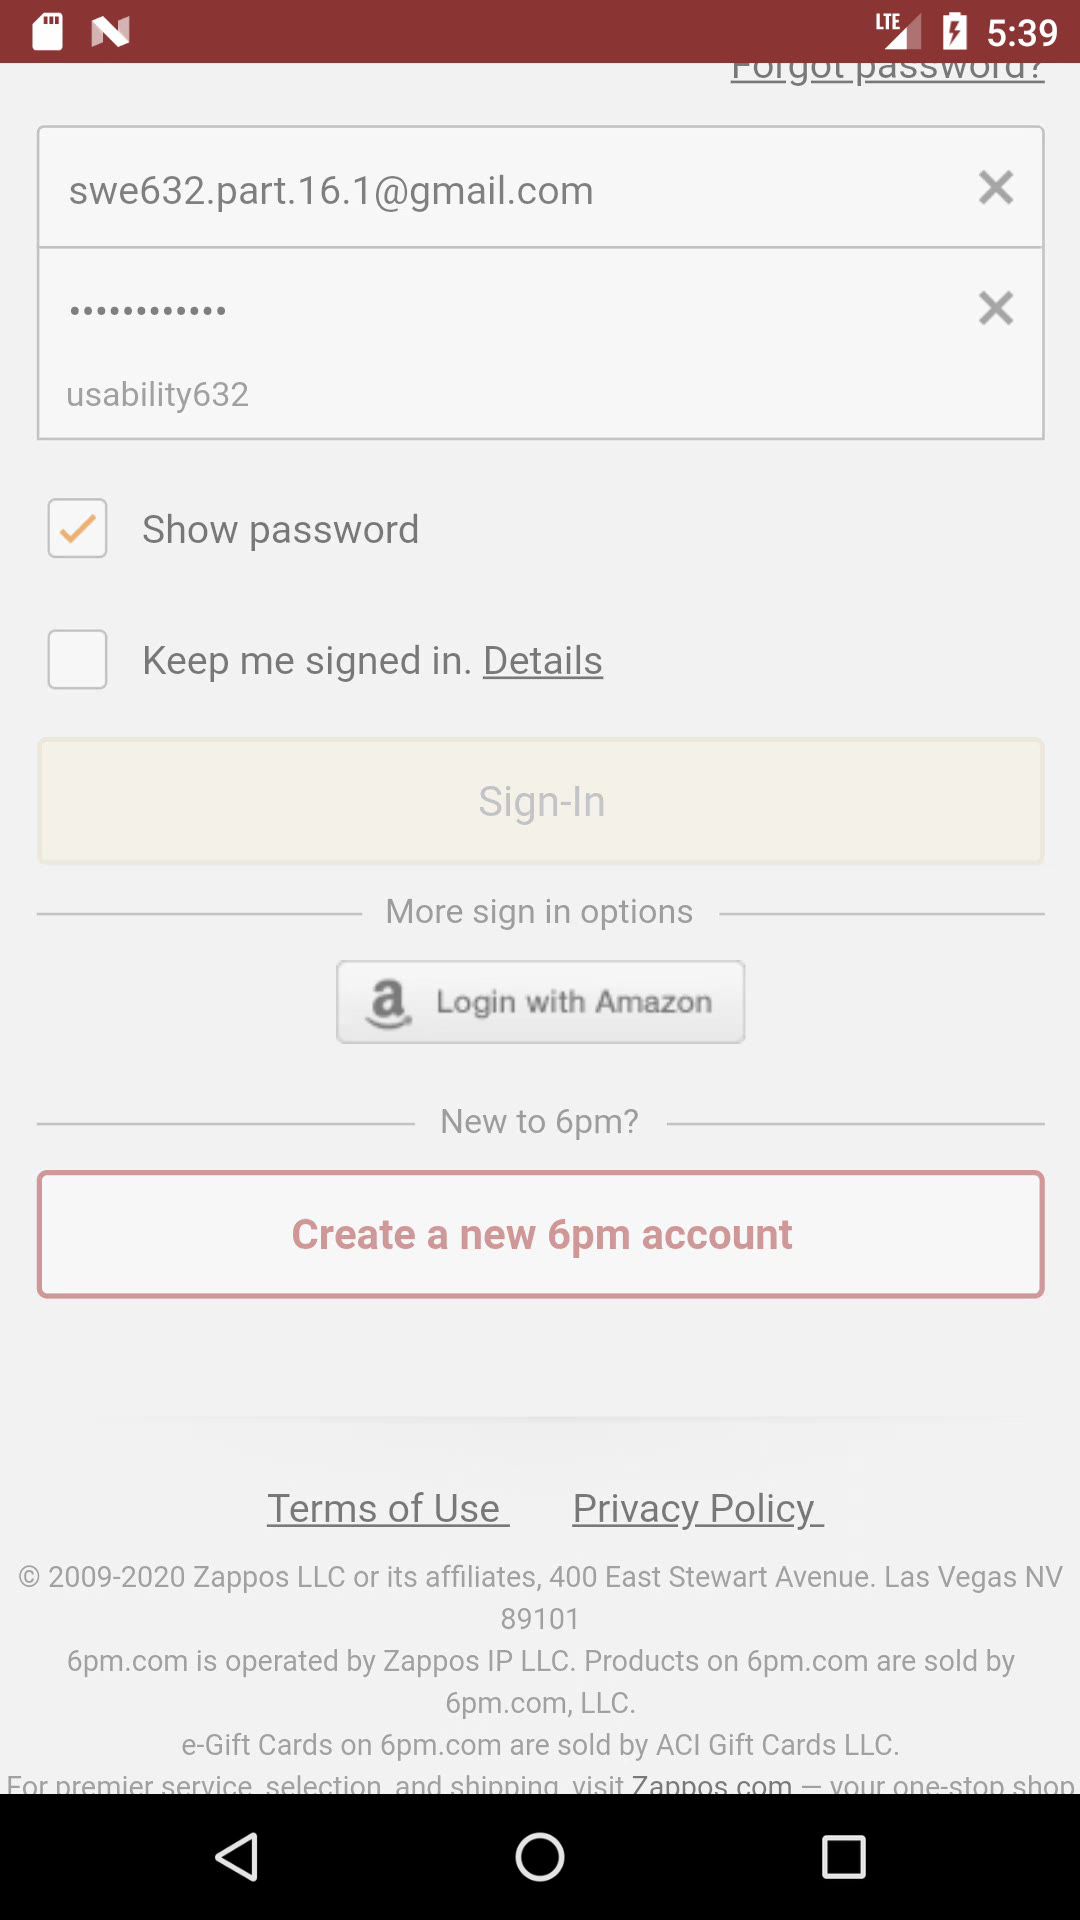 LTE 5:39
Forgot password?
swe632.part.16.1@gmail.com
••••••••••••
usability632
Show password
Keep me signed in. Details
Sign-In
More sign in options
a Login with Amazon
New to 6pm?
Create a new 6pm account
Terms of Use Privacy Policy
© 2009-2020 Zappos LLC or its affiliates, 400 East Stewart Avenue. Las Vegas NV
89101
6pm.com is operated by Zappos IP LLC. Products on 6pm.com are sold by
6pm.com, LLC.
e-Gift Cards on 6pm.com are sold by ACI Gift Cards LLC.
For premier service, selection, and shipping, visit Zappos.com — your one-stop shop